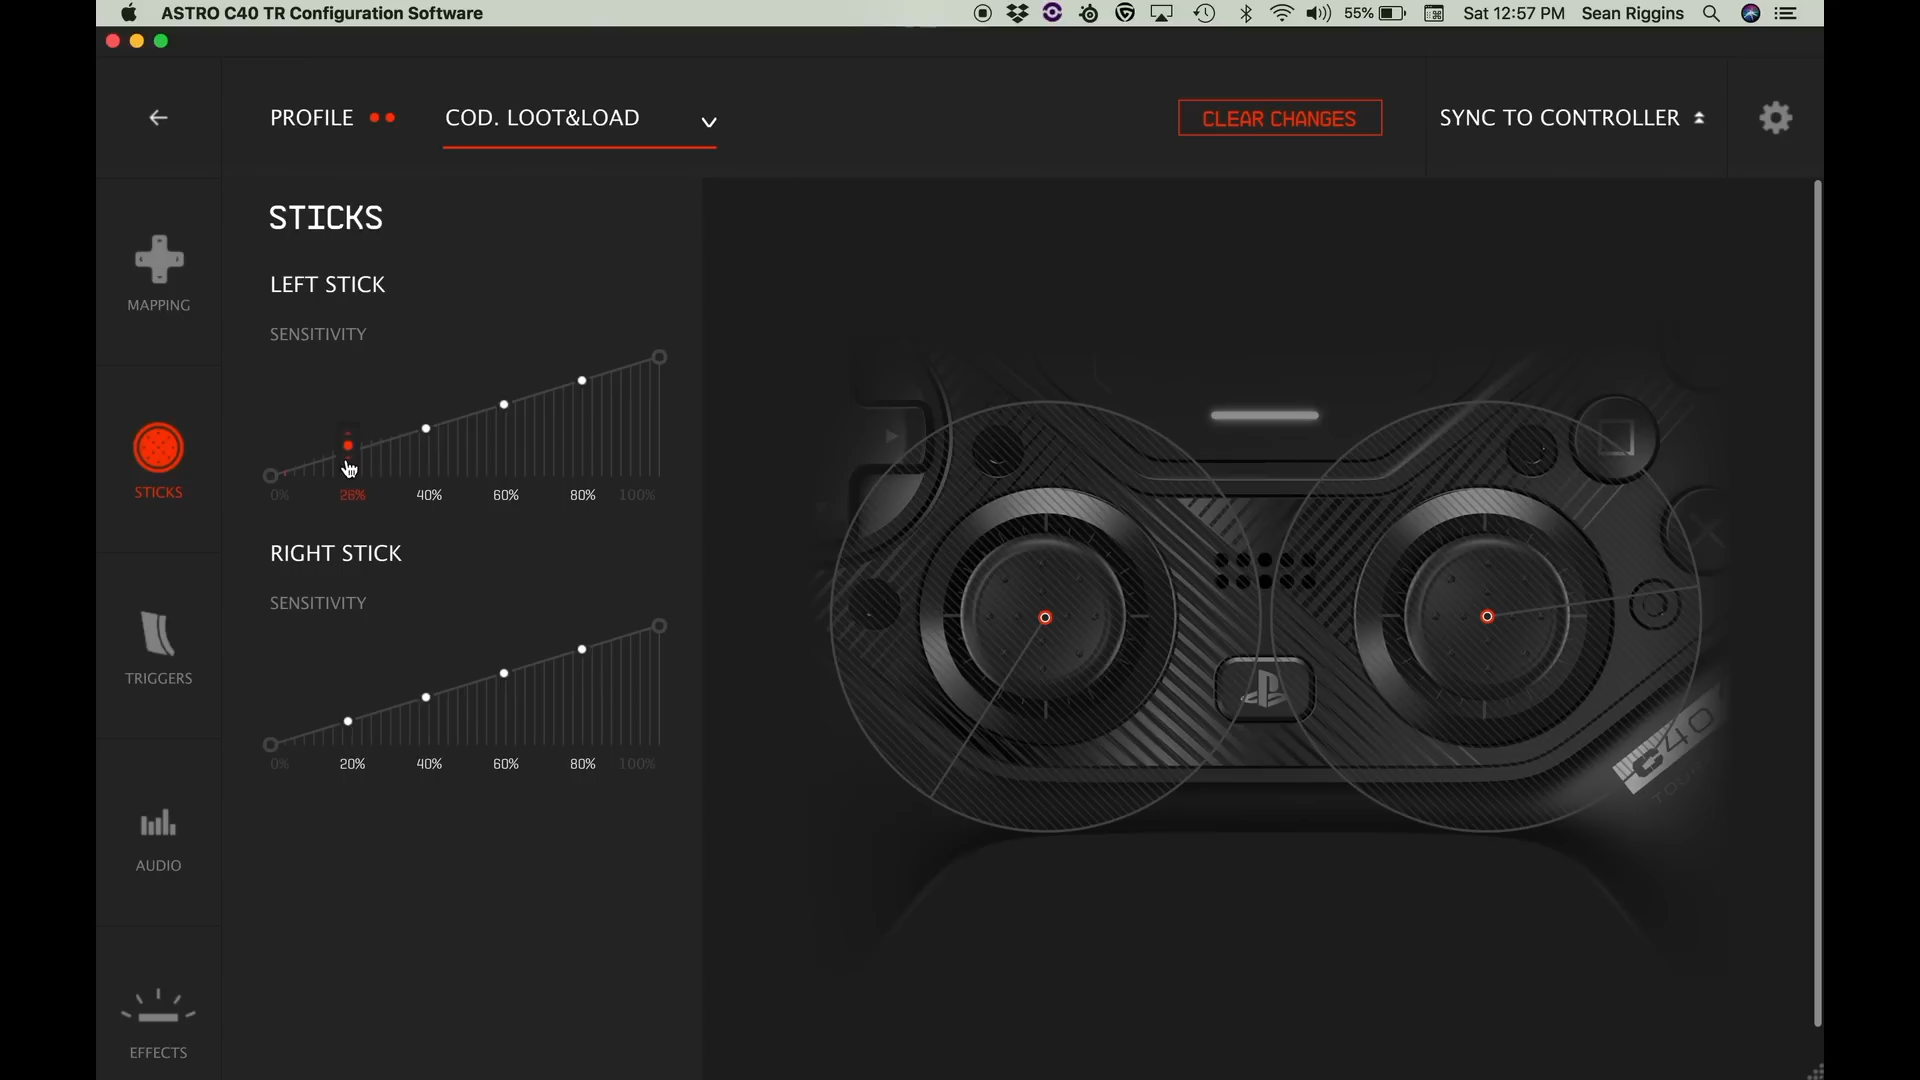 ASTRO C40 TR Configuration Software
55%
Sat 12:57 PM
Sean Riggins
PROFILE
COD. LOOT&LOAD
CLEAR CHANGES
SYNC TO CONTROLLER
MAPPING
STICKS
TRIGGERS
AUDIO
EFFECTS
STICKS
LEFT STICK
SENSITIVITY
0% 26% 40% 60% 80% 100%
RIGHT STICK
SENSITIVITY
0% 20% 40% 60% 80% 100%
C40